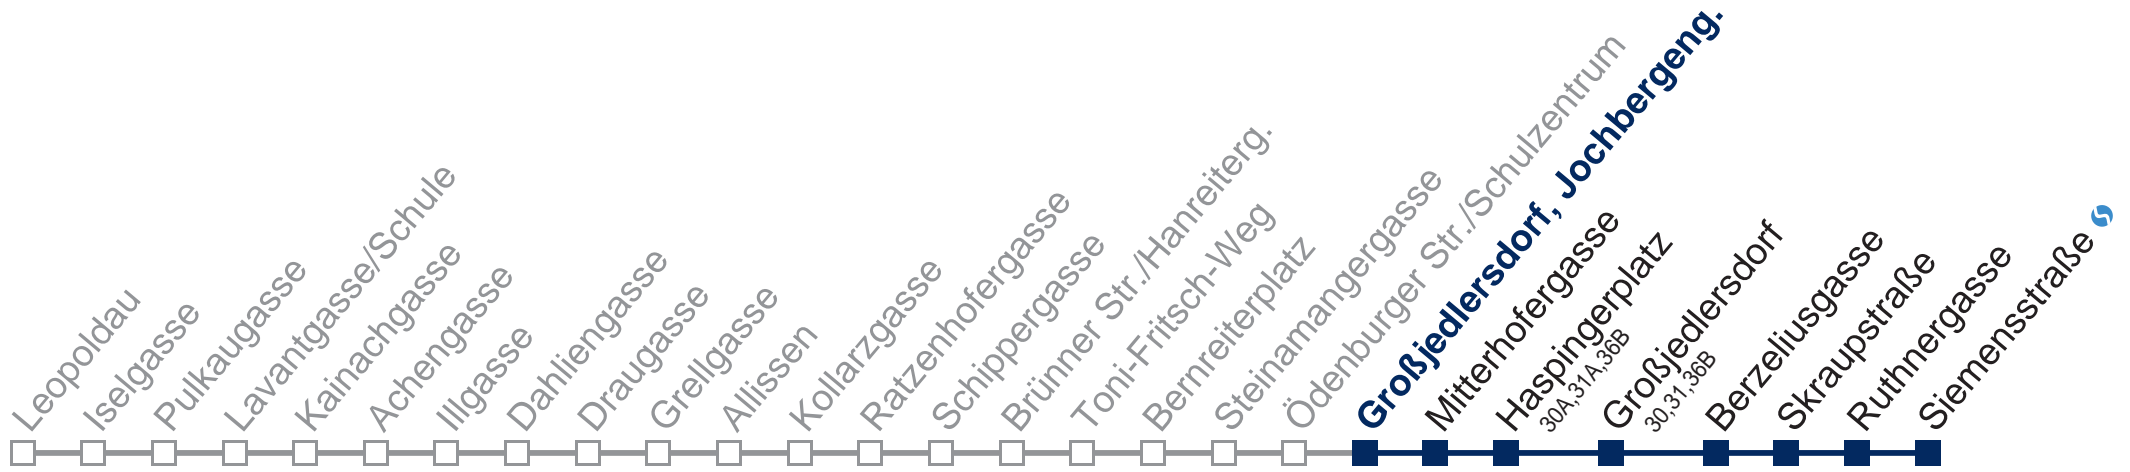 Leopoldau
Iselgasse
Pulkaugasse
Lavantgasse/Schule
Kainachgasse
Achengasse
Illgasse
Dahliengasse
Draugasse
Grellgasse
Allissen
Kollarzgasse
Ratzenhofergasse
Schippergasse
Brünner Str./Hanreiterg.
Toni-Fritsch-Weg
Bernreiterplatz
Steinamangergasse
Ödenburger Str./Schulzentrum
Großjedlersdorf, Jochbergeng.
Mitterhofergasse
Haspingerplatz
30A,31A,36B
Großjedlersdorf
30,31,36B
Berzeliusgasse
Skraupstraße
Ruthnergasse
Siemensstraße